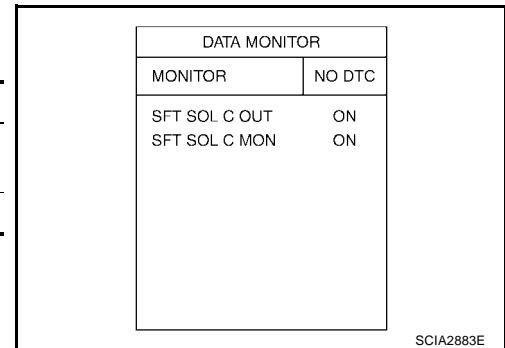 DATA MONITOR
MONITOR NO DTC
SFT SOL C OUT ON
SFT SOL C MON ON
SCIA2883E